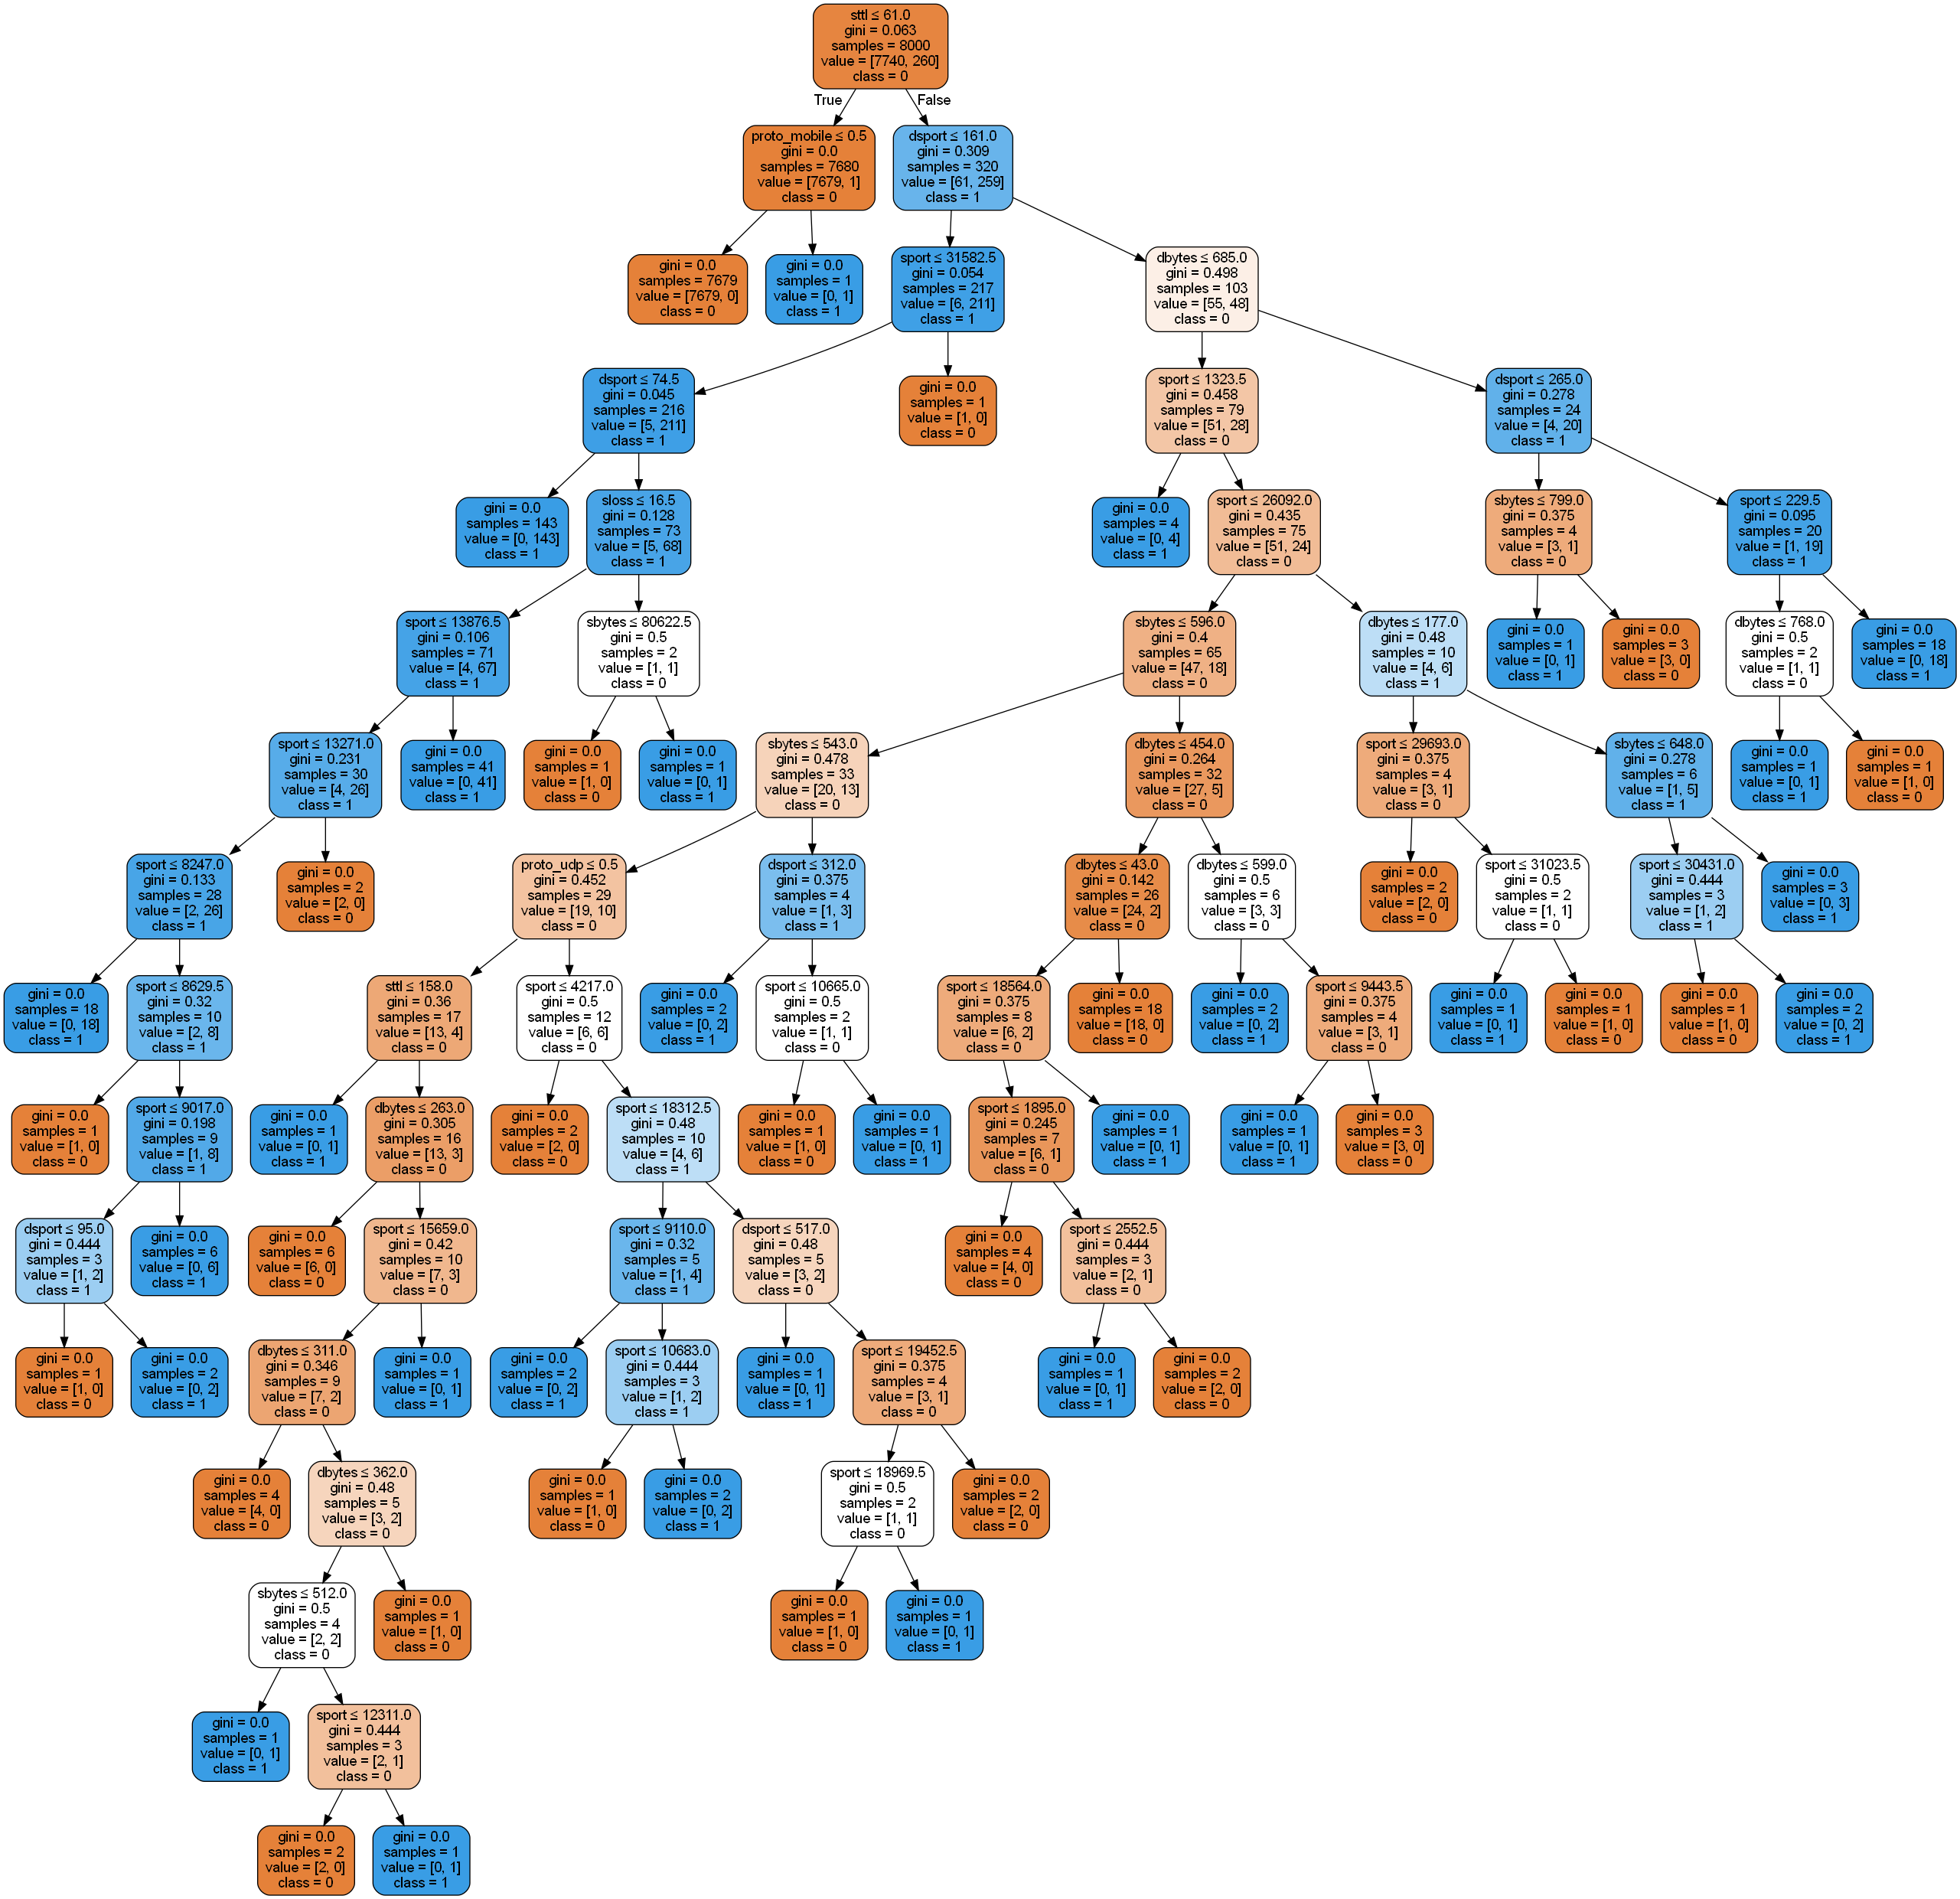 sttl ≤ 61.0
gini = 0.063
samples = 8000
value = [7740, 260]
class = 0
True
False
proto_mobile ≤ 0.5
gini = 0.0
samples = 7680
value = [7679, 1]
class = 0
dsport ≤ 161.0
gini = 0.309
samples = 320
value = [61, 259]
class = 1
gini = 0.0
samples = 7679
value = [7679, 0]
class = 0
gini = 0.0
samples = 1
value = [0, 1]
class = 1
sport ≤ 31582.5
gini = 0.054
samples = 217
value = [6, 211]
class = 1
dbytes ≤ 685.0
gini = 0.498
samples = 103
value = [55, 48]
class = 0
dsport ≤ 74.5
gini = 0.045
samples = 216
value = [5, 211]
class = 1
gini = 0.0
samples = 1
value = [1, 0]
class = 0
sport ≤ 1323.5
gini = 0.458
samples = 79
value = [51, 28]
class = 0
dsport ≤ 265.0
gini = 0.278
samples = 24
value = [4, 20]
class = 1
gini = 0.0
samples = 143
value = [0, 143]
class = 1
sloss ≤ 16.5
gini = 0.128
samples = 73
value = [5, 68]
class = 1
gini = 0.0
samples = 4
value = [0, 4]
class = 1
sport ≤ 26092.0
gini = 0.435
samples = 75
value = [51, 24]
class = 0
sbytes ≤ 799.0
gini = 0.375
samples = 4
value = [3, 1]
class = 0
sport ≤ 229.5
gini = 0.095
samples = 20
value = [1, 19]
class = 1
sport ≤ 13876.5
gini = 0.106
samples = 71
value = [4, 67]
class = 1
sbytes ≤ 80622.5
gini = 0.5
samples = 2
value = [1, 1]
class = 0
sbytes ≤ 596.0
gini = 0.4
samples = 65
value = [47, 18]
class = 0
dbytes ≤ 177.0
gini = 0.48
samples = 10
value = [4, 6]
class = 1
gini = 0.0
samples = 1
value = [0, 1]
class = 1
gini = 0.0
samples = 3
value = [3, 0]
class = 0
dbytes ≤ 768.0
gini = 0.5
samples = 2
value = [1, 1]
class = 0
gini = 0.0
samples = 18
value = [0, 18]
class = 1
sport ≤ 13271.0
gini = 0.231
samples = 30
value = [4, 26]
class = 1
gini = 0.0
samples = 41
value = [0, 41]
class = 1
gini = 0.0
samples = 1
value = [1, 0]
class = 0
gini = 0.0
samples = 1
value = [0, 1]
class = 1
sbytes ≤ 543.0
gini = 0.478
samples = 33
value = [20, 13]
class = 0
dbytes ≤ 454.0
gini = 0.264
samples = 32
value = [27, 5]
class = 0
sport ≤ 29693.0
gini = 0.375
samples = 4
value = [3, 1]
class = 0
sbytes ≤ 648.0
gini = 0.278
samples = 6
value = [1, 5]
class = 1
gini = 0.0
samples = 1
value = [0, 1]
class = 1
gini = 0.0
samples = 1
value = [1, 0]
class = 0
sport ≤ 8247.0
gini = 0.133
samples = 28
value = [2, 26]
class = 1
gini = 0.0
samples = 2
value = [2, 0]
class = 0
proto_udp ≤ 0.5
gini = 0.452
samples = 29
value = [19, 10]
class = 0
dsport ≤ 312.0
gini = 0.375
samples = 4
value = [1, 3]
class = 1
dbytes ≤ 43.0
gini = 0.142
samples = 26
value = [24, 2]
class = 0
dbytes ≤ 599.0
gini = 0.5
samples = 6
value = [3, 3]
class = 0
gini = 0.0
samples = 2
value = [2, 0]
class = 0
sport ≤ 31023.5
gini = 0.5
samples = 2
value = [1, 1]
class = 0
sport ≤ 30431.0
gini = 0.444
samples = 3
value = [1, 2]
class = 1
gini = 0.0
samples = 3
value = [0, 3]
class = 1
gini = 0.0
samples = 18
value = [0, 18]
class = 1
sport ≤ 8629.5
gini = 0.32
samples = 10
value = [2, 8]
class = 1
sttl ≤ 158.0
gini = 0.36
samples = 17
value = [13, 4]
class = 0
sport ≤ 4217.0
gini = 0.5
samples = 12
value = [6, 6]
class = 0
gini = 0.0
samples = 2
value = [0, 2]
class = 1
sport ≤ 10665.0
gini = 0.5
samples = 2
value = [1, 1]
class = 0
sport ≤ 18564.0
gini = 0.375
samples = 8
value = [6, 2]
class = 0
gini = 0.0
samples = 18
value = [18, 0]
class = 0
gini = 0.0
samples = 2
value = [0, 2]
class = 1
sport ≤ 9443.5
gini = 0.375
samples = 4
value = [3, 1]
class = 0
gini = 0.0
samples = 1
value = [0, 1]
class = 1
gini = 0.0
samples = 1
value = [1, 0]
class = 0
gini = 0.0
samples = 1
value = [1, 0]
class = 0
gini = 0.0
samples = 2
value = [0, 2]
class = 1
gini = 0.0
samples = 1
value = [1, 0]
class = 0
sport ≤ 9017.0
gini = 0.198
samples = 9
value = [1, 8]
class = 1
gini = 0.0
samples = 1
value = [0, 1]
class = 1
dbytes ≤ 263.0
gini = 0.305
samples = 16
value = [13, 3]
class = 0
gini = 0.0
samples = 2
value = [2, 0]
class = 0
sport ≤ 18312.5
gini = 0.48
samples = 10
value = [4, 6]
class = 1
gini = 0.0
samples = 1
value = [1, 0]
class = 0
gini = 0.0
samples = 1
value = [0, 1]
class = 1
sport ≤ 1895.0
gini = 0.245
samples = 7
value = [6, 1]
class = 0
gini = 0.0
samples = 1
value = [0, 1]
class = 1
gini = 0.0
samples = 1
value = [0, 1]
class = 1
gini = 0.0
samples = 3
value = [3, 0]
class = 0
dsport ≤ 95.0
gini = 0.444
samples = 3
value = [1, 2]
class = 1
gini = 0.0
samples = 6
value = [0, 6]
class = 1
gini = 0.0
samples = 6
value = [6, 0]
class = 0
sport ≤ 15659.0
gini = 0.42
samples = 10
value = [7, 3]
class = 0
sport ≤ 9110.0
gini = 0.32
samples = 5
value = [1, 4]
class = 1
dsport ≤ 517.0
gini = 0.48
samples = 5
value = [3, 2]
class = 0
gini = 0.0
samples = 4
value = [4, 0]
class = 0
sport ≤ 2552.5
gini = 0.444
samples = 3
value = [2, 1]
class = 0
gini = 0.0
samples = 1
value = [1, 0]
class = 0
gini = 0.0
samples = 2
value = [0, 2]
class = 1
dbytes ≤ 311.0
gini = 0.346
samples = 9
value = [7, 2]
class = 0
gini = 0.0
samples = 1
value = [0, 1]
class = 1
gini = 0.0
samples = 2
value = [0, 2]
class = 1
sport ≤ 10683.0
gini = 0.444
samples = 3
value = [1, 2]
class = 1
gini = 0.0
samples = 1
value = [0, 1]
class = 1
sport ≤ 19452.5
gini = 0.375
samples = 4
value = [3, 1]
class = 0
gini = 0.0
samples = 1
value = [0, 1]
class = 1
gini = 0.0
samples = 2
value = [2, 0]
class = 0
gini = 0.0
samples = 4
value = [4, 0]
class = 0
dbytes ≤ 362.0
gini = 0.48
samples = 5
value = [3, 2]
class = 0
gini = 0.0
samples = 1
value = [1, 0]
class = 0
gini = 0.0
samples = 2
value = [0, 2]
class = 1
sport ≤ 18969.5
gini = 0.5
samples = 2
value = [1, 1]
class = 0
gini = 0.0
samples = 2
value = [2, 0]
class = 0
sbytes ≤ 512.0
gini = 0.5
samples = 4
value = [2, 2]
class = 0
gini = 0.0
samples = 1
value = [1, 0]
class = 0
gini = 0.0
samples = 1
value = [1, 0]
class = 0
gini = 0.0
samples = 1
value = [0, 1]
class = 1
gini = 0.0
samples = 1
value = [0, 1]
class = 1
sport ≤ 12311.0
gini = 0.444
samples = 3
value = [2, 1]
class = 0
gini = 0.0
samples = 2
value = [2, 0]
class = 0
gini = 0.0
samples = 1
value = [0, 1]
class = 1